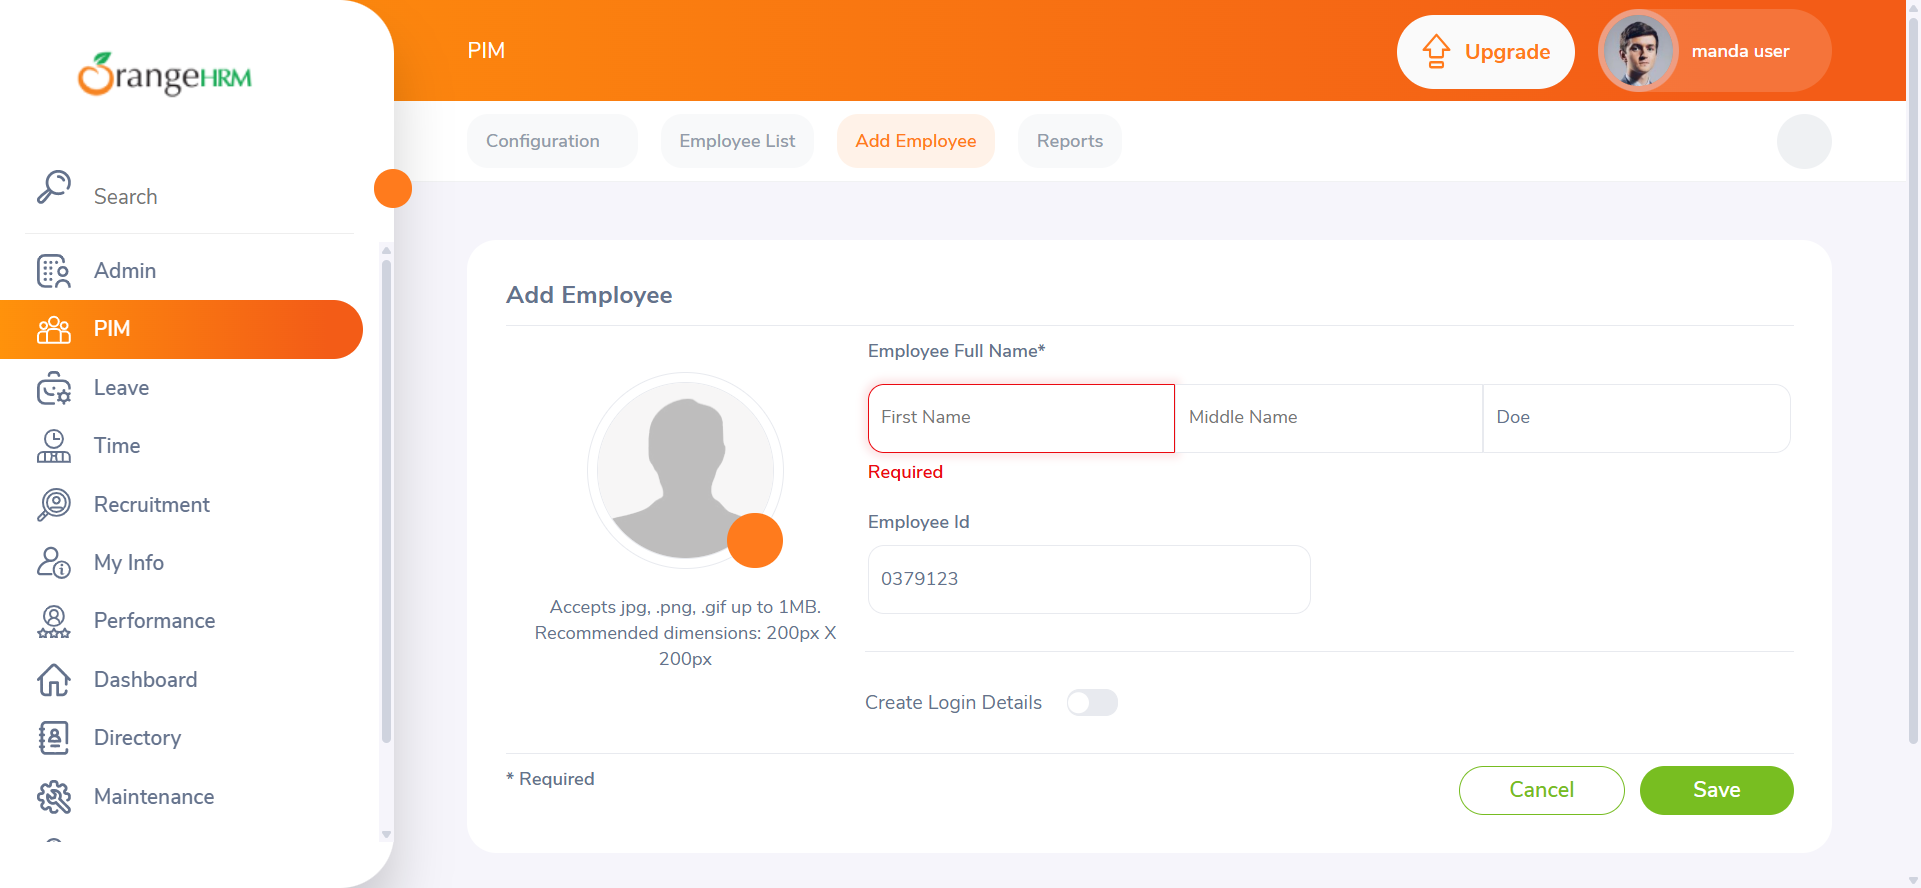 OrangeHRM
PIM
Upgrade
manda user
Configuration
Employee List
Add Employee
Reports
Search
Admin
PIM
Leave
Time
Recruitment
My Info
Performance
Dashboard
Directory
Maintenance
Add Employee
Accepts jpg, .png, .gif up to 1MB.
Recommended dimensions: 200px X
200px
Employee Full Name*
First Name
Middle Name
Doe
Required
Employee Id
0379123
Create Login Details
* Required
Cancel
Save